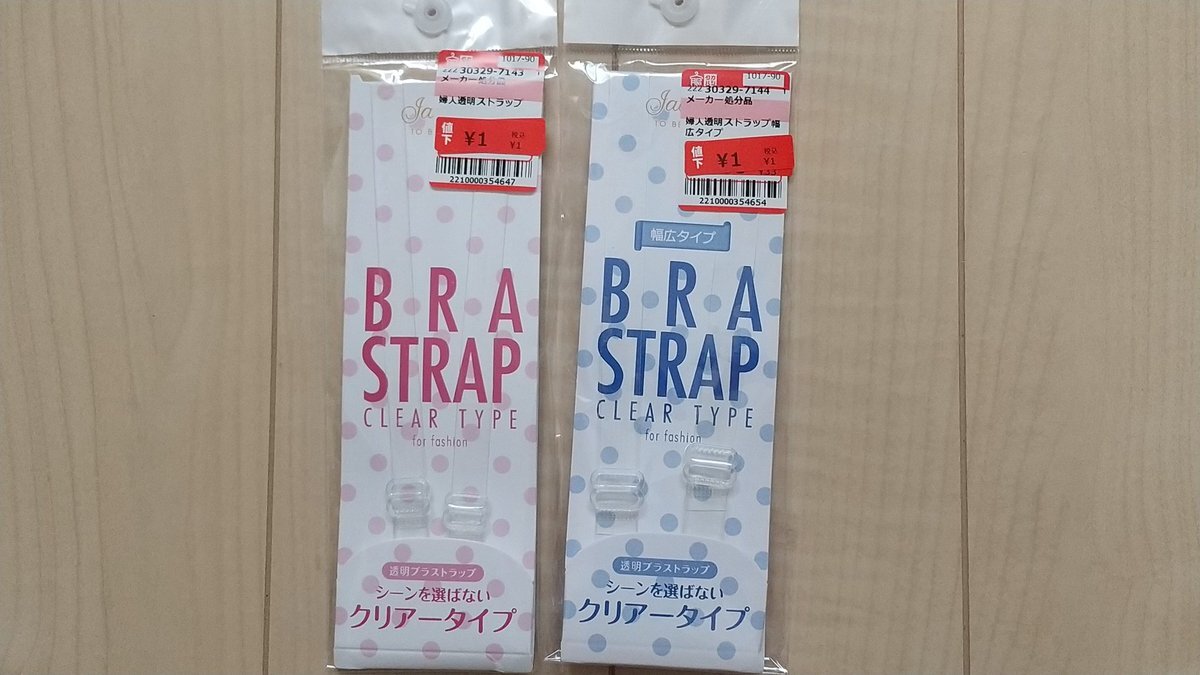 1017-90
222 30329-7143
メーカー処分品
婦人透明ストラップ
値下
¥1
税込
¥1
2210000354647
BRA
STRAP
CLEAR TYPE
for fashion
透明ブラストラップ
シーンを選ばない
クリアータイプ
1017-90
222 30329-7144
メーカー処分品
婦人透明ストラップ幅
広タイプ
値下
¥1
税込
¥1
2210000354654
幅広タイプ
BRA
STRAP
CLEAR TYPE
for fashion
透明ブラストラップ
シーンを選ばない
クリアータイプ